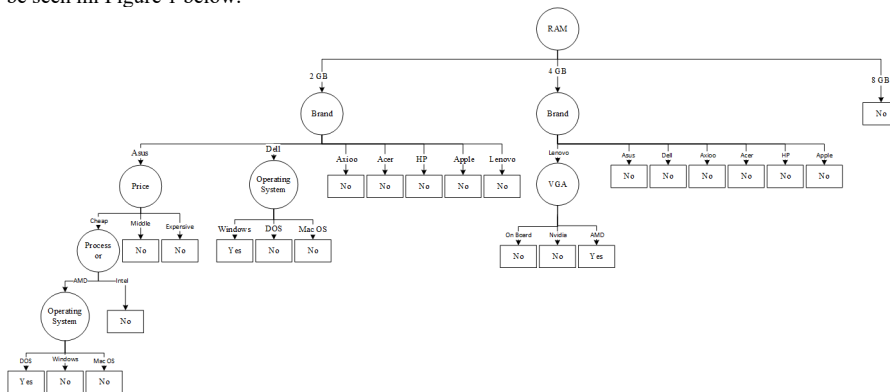 be seen im Figure 1 below.
RAM
2 GB
4 GB
8 GB
Brand
Brand
No
Asus
Dell
Axioo
Acer
HP
Apple
Lenovo
Lenovo
Asus
Dell
Axioo
Acer
HP
Apple
Price
Operating
System
No
No
No
No
No
VGA
No
No
No
No
No
No
Cheap
Middle
Expensive
Windows
DOS
Mac OS
On Board
Nvidia
AMD
Process
or
No
No
Yes
No
No
No
No
Yes
AMD
Intel
Operating
System
No
DOS
Windows
Mac OS
Yes
No
No